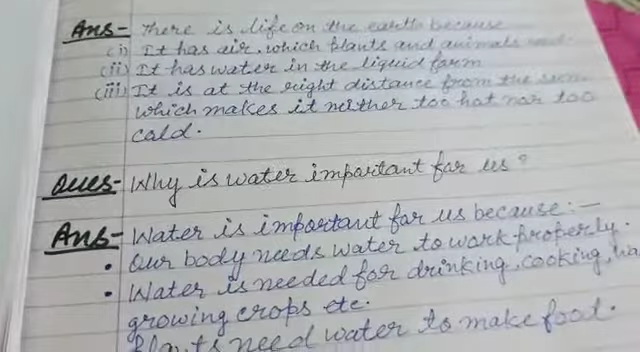 Ans- There is life on the earth because
(i) It has air, which plants and animals need.
(ii) It has water in the liquid form
(iii) It is at the right distance from the sun
which makes it neither too hot nor too
cold.
Ques- Why is water important for us?
Ans- Water is important for us because:-
• Our body needs water to work properly.
• Water is needed for drinking, cooking,
growing crops etc.
Plants need water to make food.